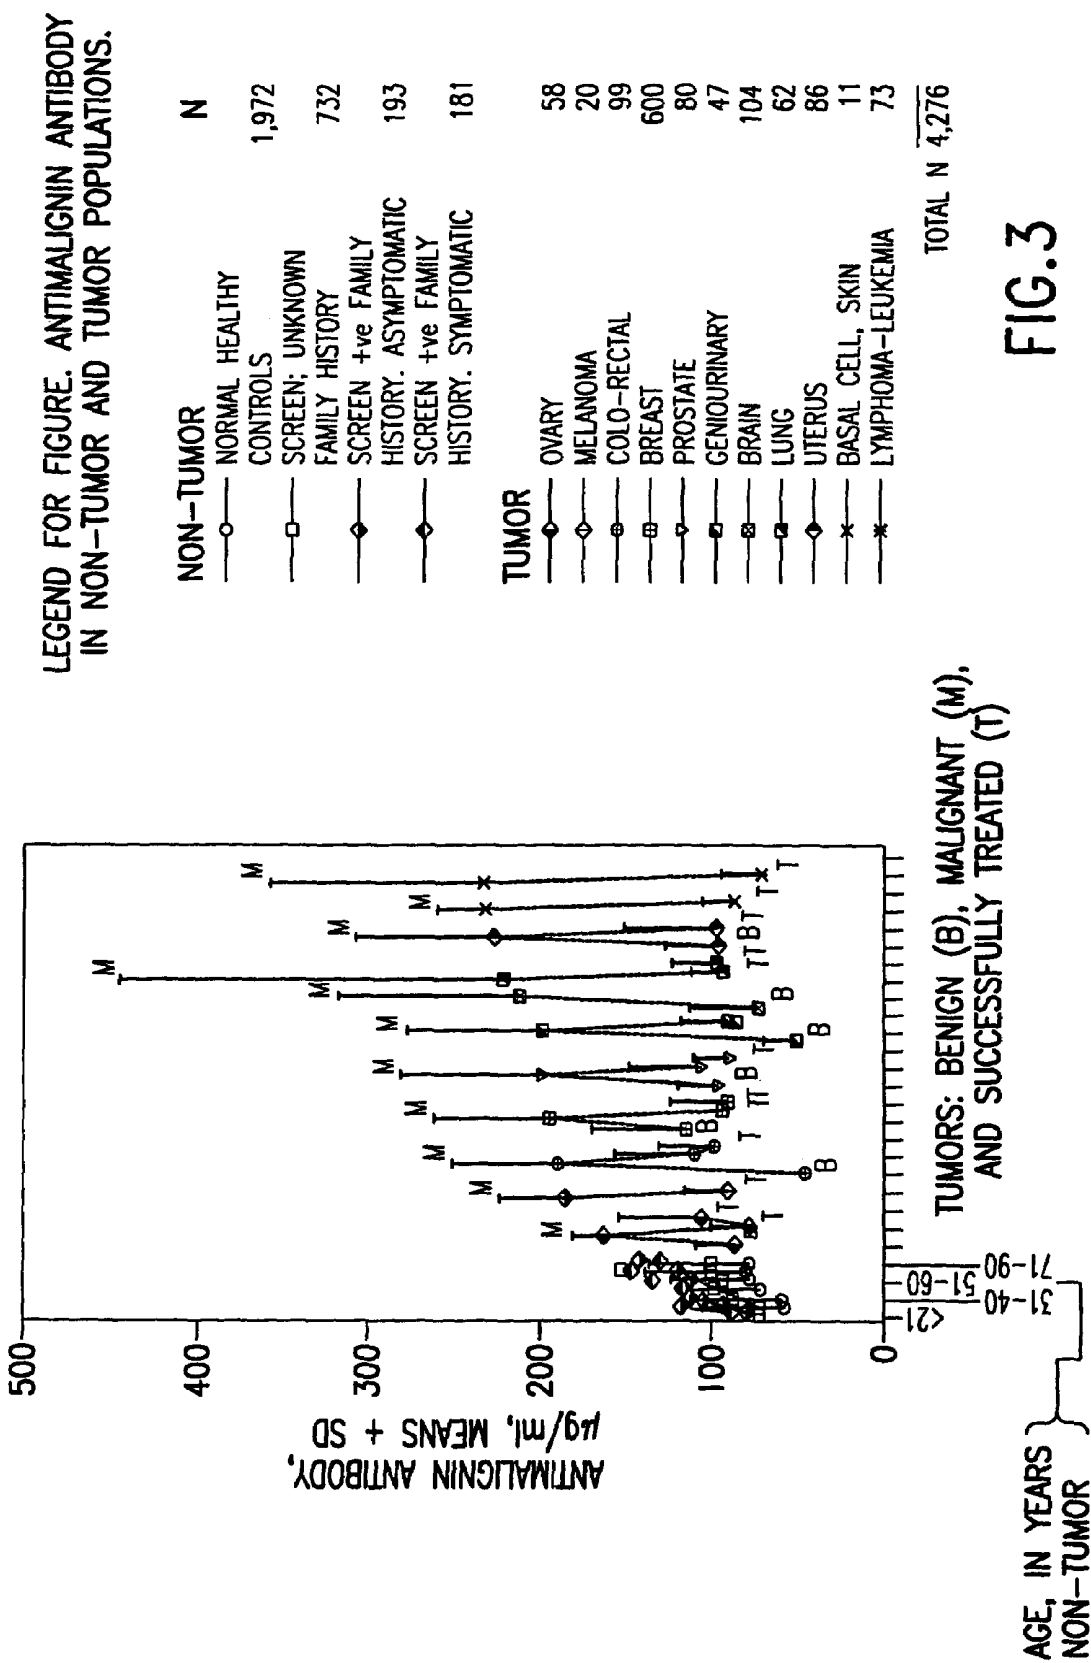 LEGEND FOR FIGURE. ANTIMALIGNIN ANTIBODY
IN NON-TUMOR AND TUMOR POPULATIONS.
NON-TUMOR N
NORMAL HEALTHY
CONTROLS 1,972
SCREEN; UNKNOWN
FAMILY HISTORY 732
SCREEN +ve FAMILY
HISTORY. ASYMPTOMATIC 193
SCREEN +ve FAMILY
HISTORY. SYMPTOMATIC 181
TUMOR
OVARY 58
MELANOMA 20
COLO-RECTAL 99
BREAST 600
PROSTATE 80
GENIOURINARY 47
BRAIN 104
LUNG 62
UTERUS 86
BASAL CELL, SKIN 11
LYMPHOMA-LEUKEMIA 73
TOTAL N 4,276
FIG.3
ANTIMALIGNIN ANTIBODY,
µg/ml, MEANS + SD
500
400
300
200
100
0
M
T
T
M
T
M
B
B
T
M
TT
M
B
T
M
B
M
B
M
TT
M
B
T
M
T
M
T
<21
31-40
51-60
71-90
AGE, IN YEARS
NON-TUMOR
TUMORS: BENIGN (B), MALIGNANT (M),
AND SUCCESSFULLY TREATED (T)